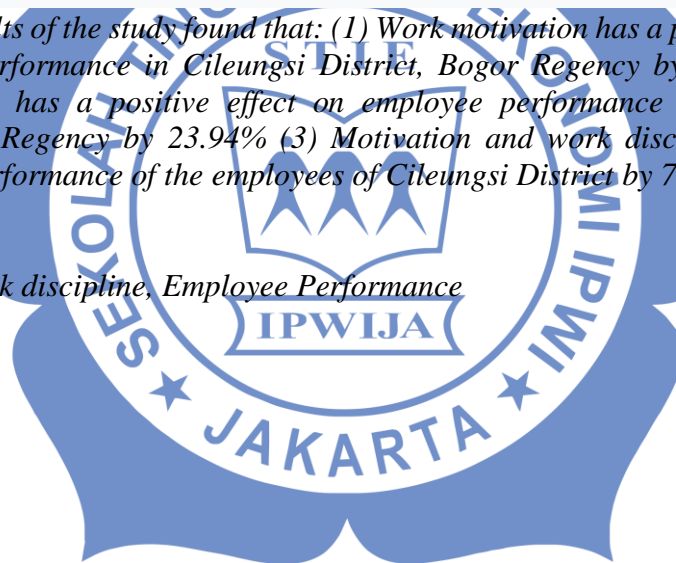 lts of the study found that: (1) Work motivation has a p
rformance in Cileungsi District, Bogor Regency by
has a positive effect on employee performance
Regency by 23.94% (3) Motivation and work disc
rformance of the employees of Cileungsi District by 7
k discipline, Employee Performance
SEKOLAH TING
EKONOMI IPWI
S T I E
IPWIJA
JAKARTA